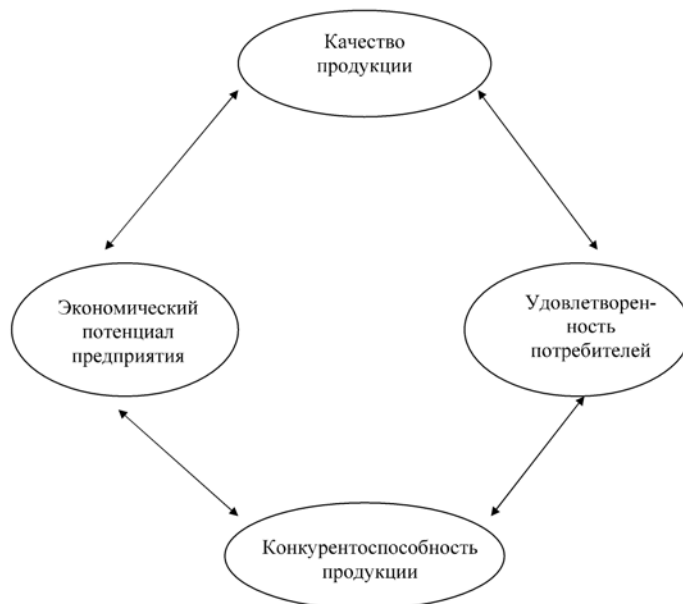 Качество
продукции
Экономический
потенциал
предприятия
Удовлетворен-
ность
потребителей
Конкурентоспособность
продукции